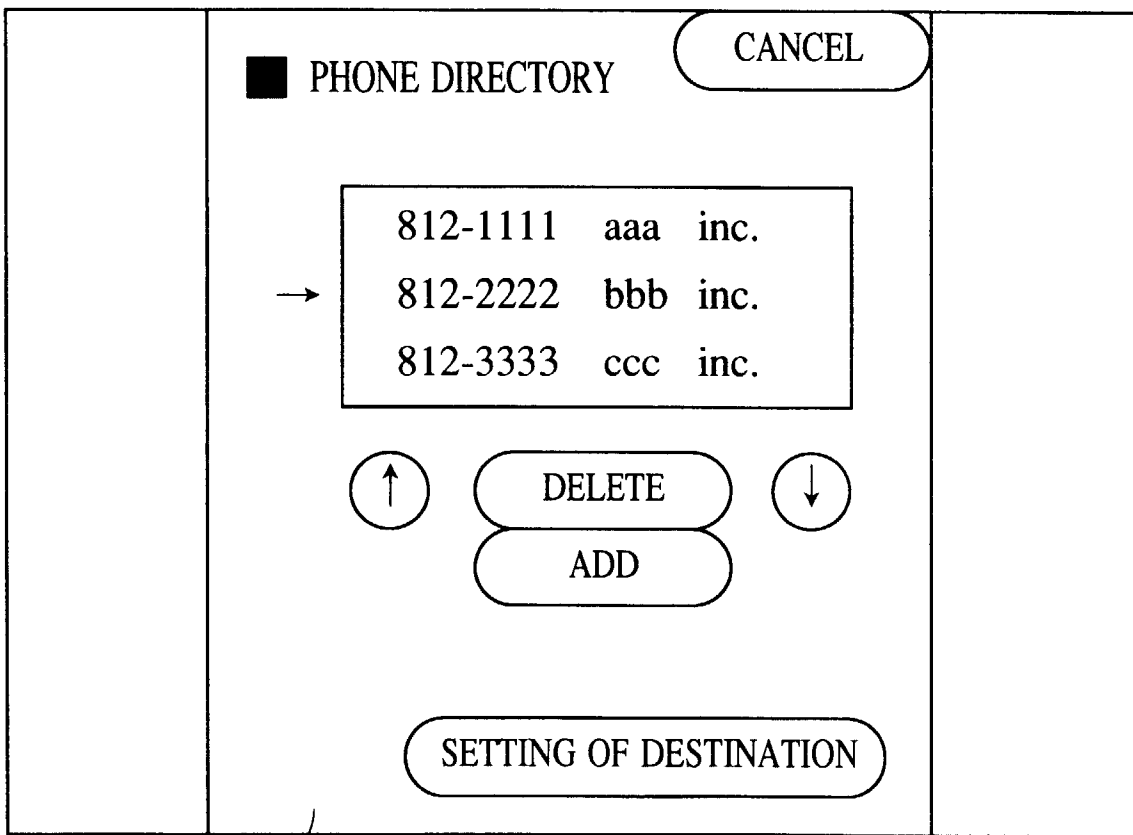 CANCEL
■ PHONE DIRECTORY
812-1111 aaa inc.
→ 812-2222 bbb inc.
812-3333 ccc inc.
↑ DELETE ↓
ADD
SETTING OF DESTINATION